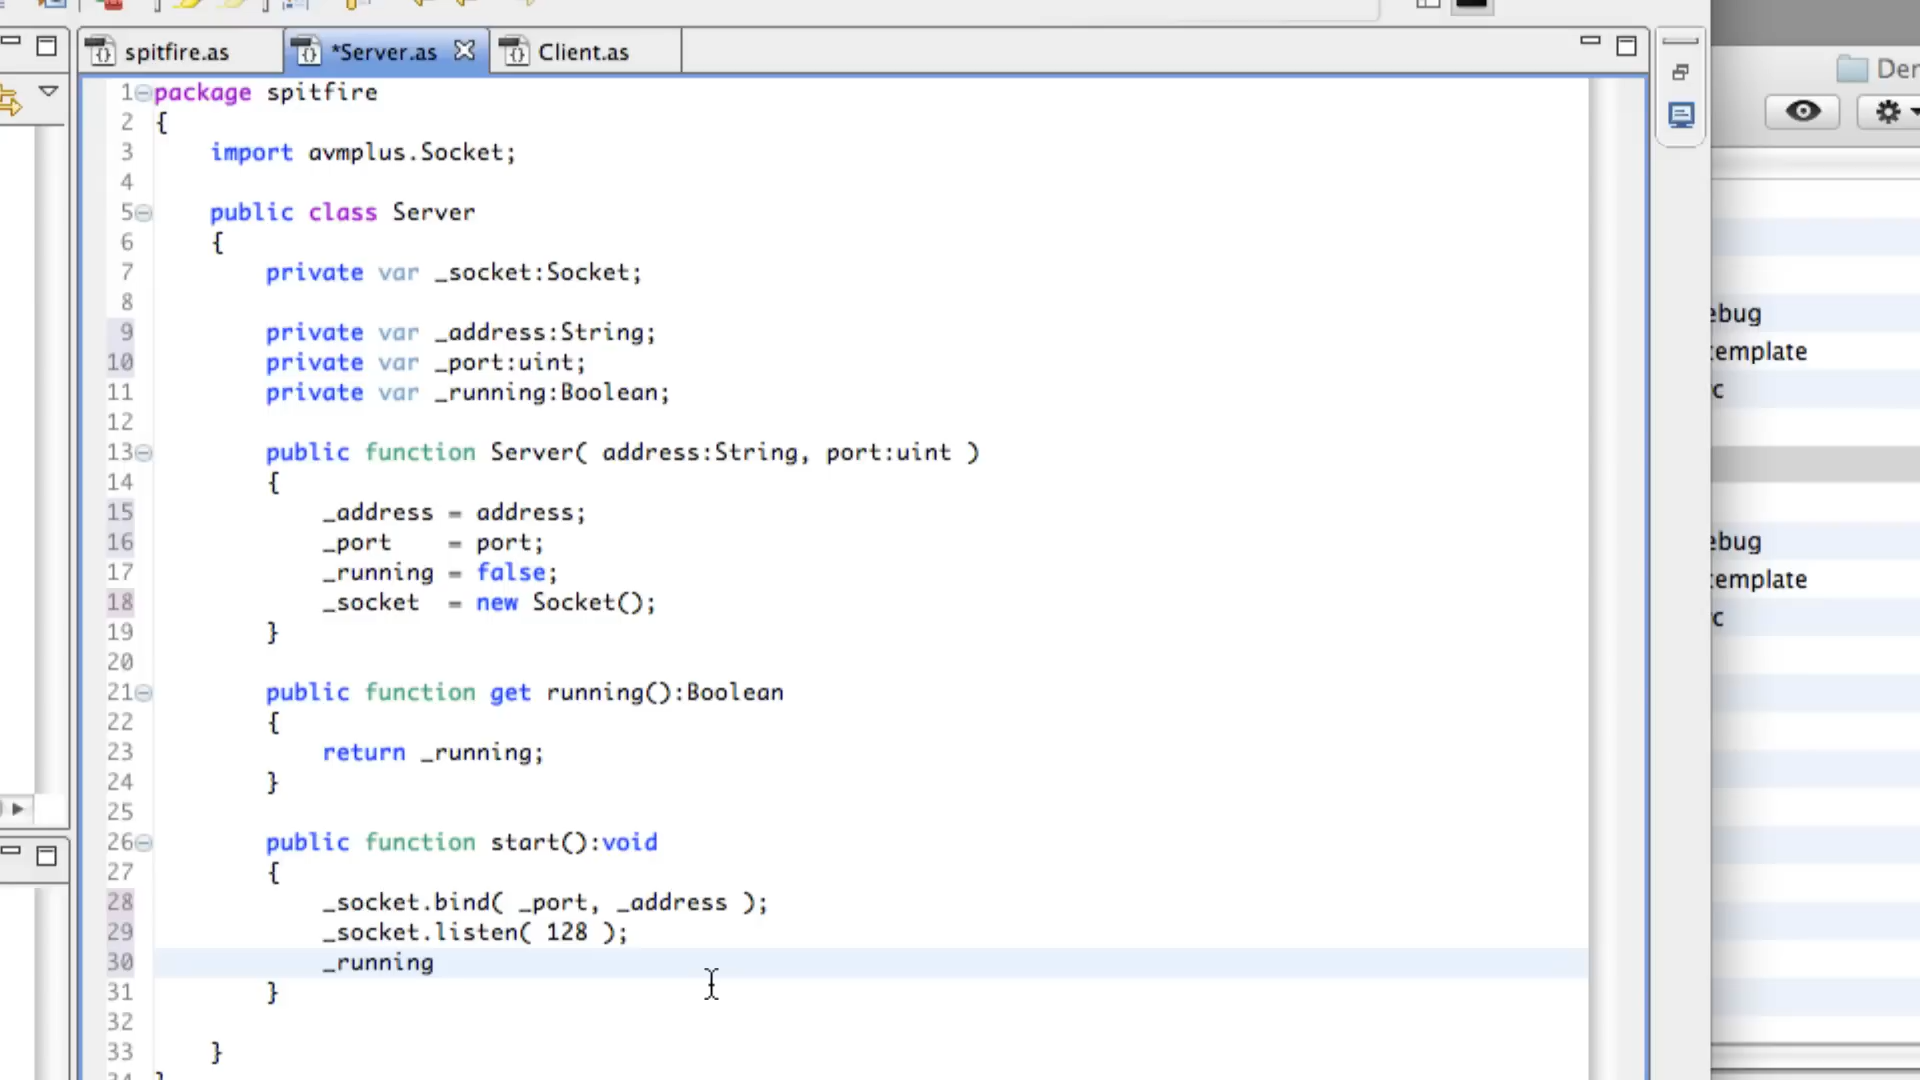 spitfire.as
*Server.as
Client.as
1 package spitfire
2 {
3 import avmplus.Socket;
4
5 public class Server
6 {
7 private var _socket:Socket;
8
9 private var _address:String;
10 private var _port:uint;
11 private var _running:Boolean;
12
13 public function Server( address:String, port:uint )
14 {
15 _address = address;
16 _port    = port;
17 _running = false;
18 _socket  = new Socket();
19 }
20
21 public function get running():Boolean
22 {
23 return _running;
24 }
25
26 public function start():void
27 {
28 _socket.bind( _port, _address );
29 _socket.listen( 128 );
30 _running
31 }
32
33 }
34 }
Der
ebug
template
c
ebug
template
c